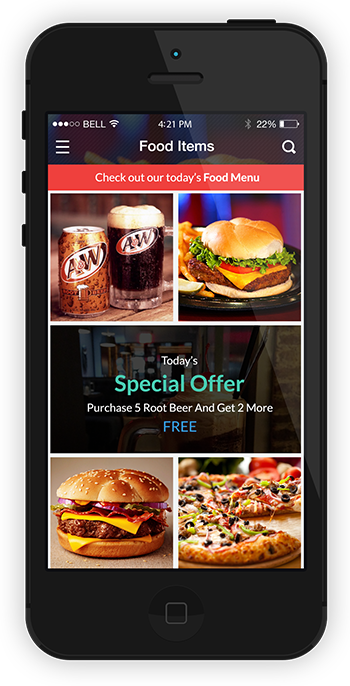 BELL 4:21 PM 22%
Food Items
Check out our today's Food Menu
A&W A&W
Today's
Special Offer
Purchase 5 Root Beer And Get 2 More
FREE